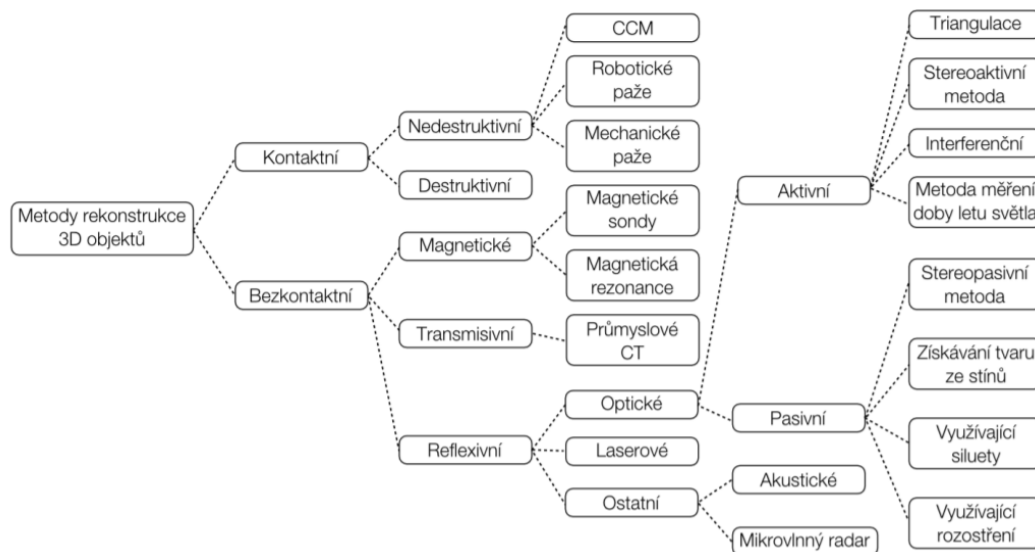 Metody rekonstrukce
3D objektů
Kontaktní
Bezkontaktní
Nedestruktivní
Destruktivní
Magnetické
Transmisivní
Reflexivní
CCM
Robotické
paže
Mechanické
paže
Magnetické
sondy
Magnetická
rezonance
Průmyslové
CT
Optické
Laserové
Ostatní
Aktivní
Pasivní
Akustické
Mikrovlnný radar
Triangulace
Stereoaktivní
metoda
Interferenční
Metoda měření
doby letu světla
Stereopasivní
metoda
Získávání tvaru
ze stínů
Využívající
siluety
Využívající
rozostření